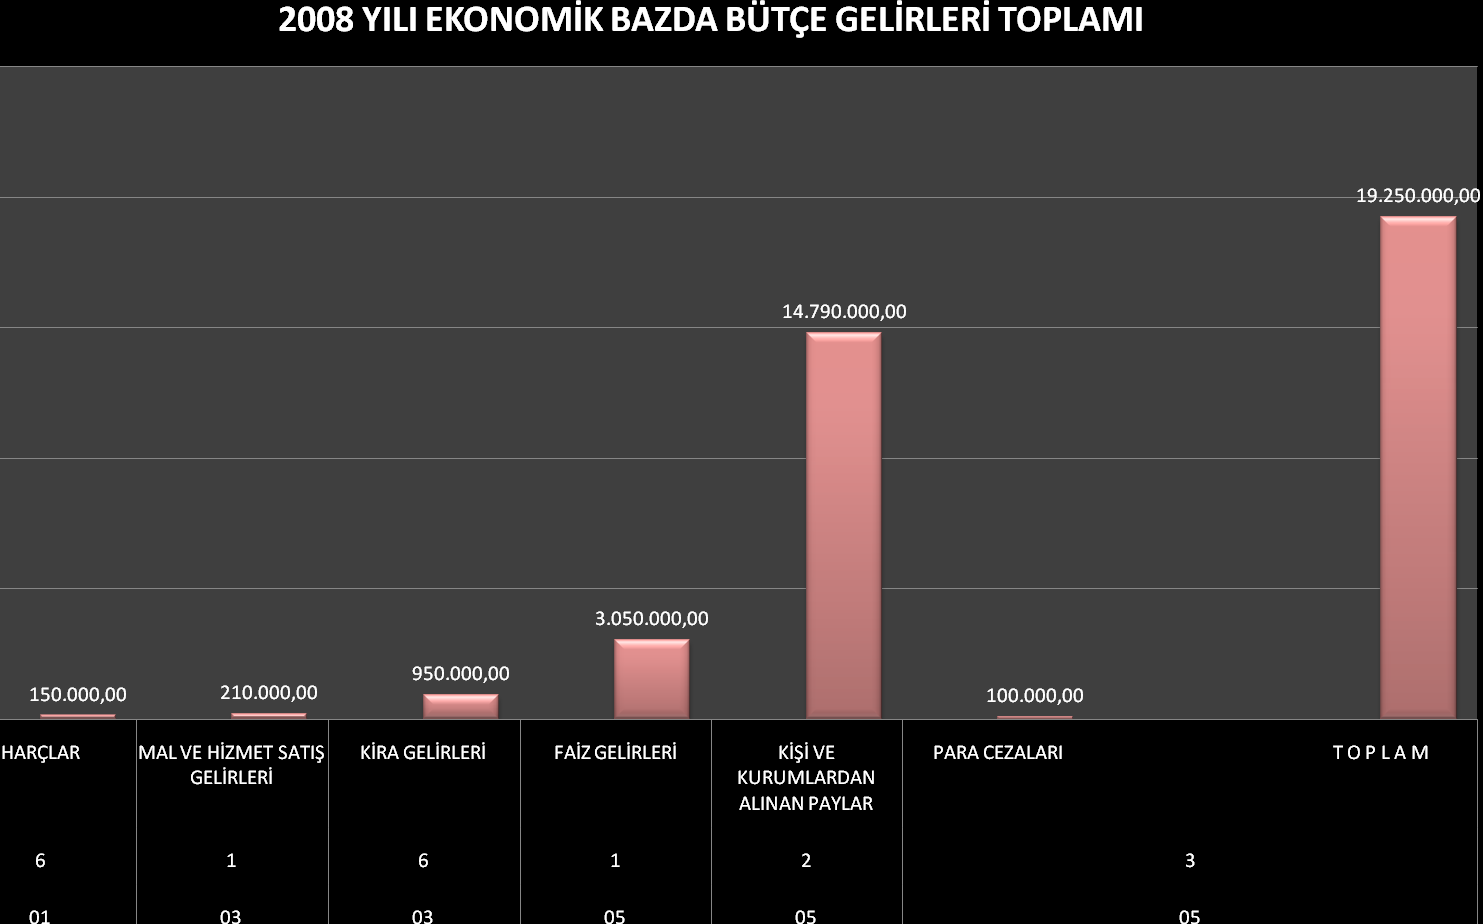 2008 YILI EKONOMİK BAZDA BÜTÇE GELİRLERİ TOPLAMI
19.250.000,00
14.790.000,00
3.050.000,00
950.000,00
210.000,00
150.000,00
100.000,00
HARÇLAR
MAL VE HİZMET SATIŞ
GELİRLERİ
KİRA GELİRLERİ
FAİZ GELİRLERİ
KİŞİ VE
KURUMLARDAN
ALINAN PAYLAR
PARA CEZALARI
T O P L A M
6 1 6 1 2 3
01 03 03 05 05 05